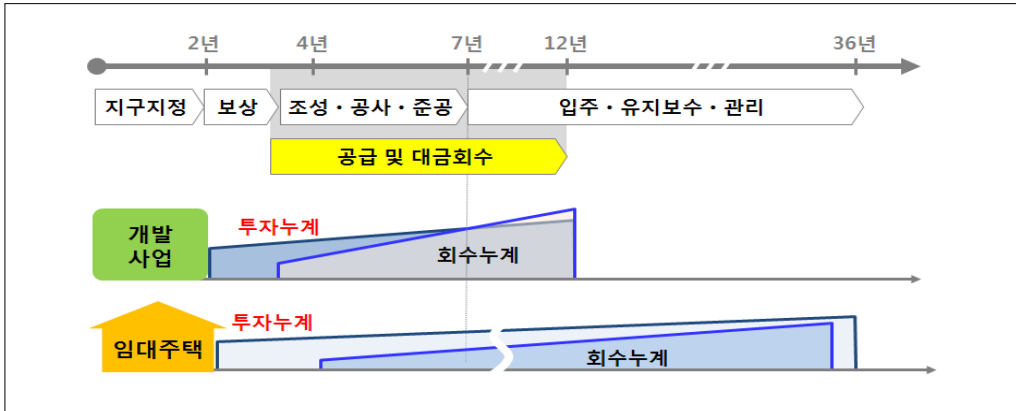 2년 4년 7년 12년 36년
지구지정 보상 조성・공사・준공 입주・유지보수・관리
공급 및 대금회수
개발
사업
투자누계
회수누계
임대주택
투자누계
회수누계